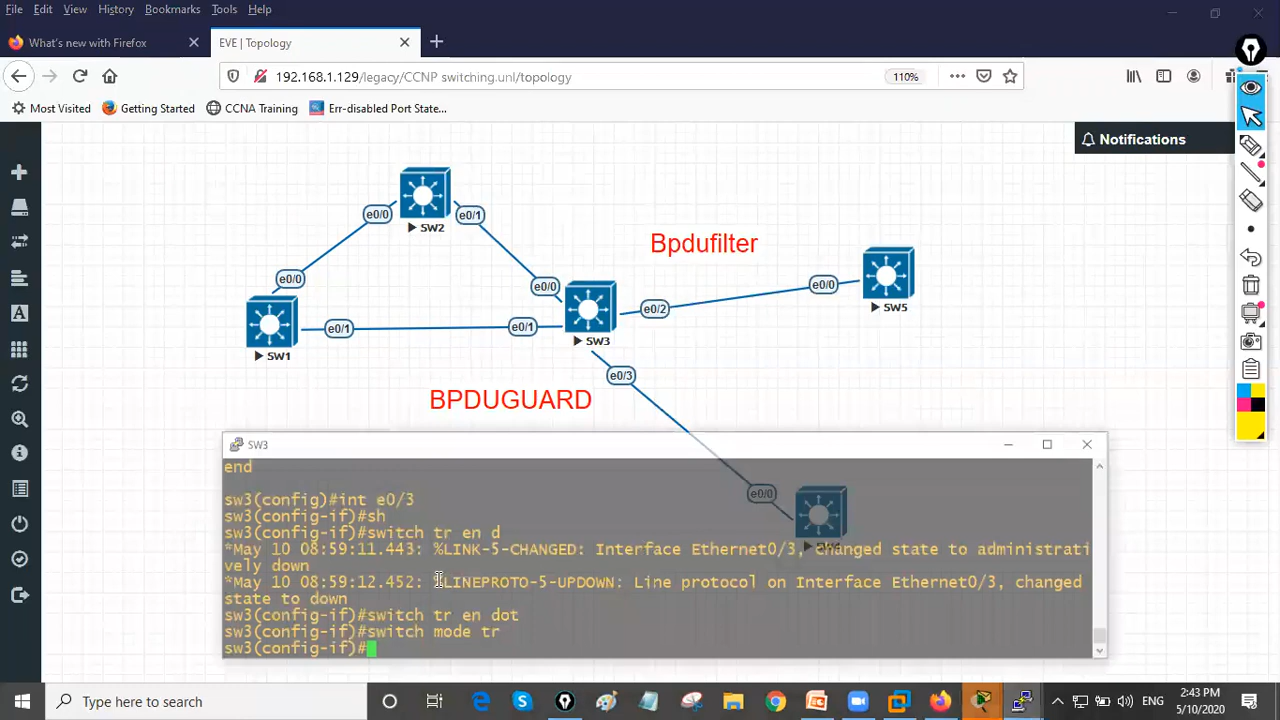 File Edit View History Bookmarks Tools Help
What's new with Firefox
EVE | Topology
192.168.1.129/legacy/CCNP switching.unl/topology
110%
Most Visited
Getting Started
CCNA Training
Err-disabled Port State...
Notifications
SW2
e0/0
e0/1
Bpdufilter
e0/0
e0/0
e0/0
SW5
e0/2
SW1
e0/1
e0/1
SW3
e0/3
BPDUGUARD
SW3
e0/0
end
sw3(config)#int e0/3
sw3(config-if)#sh
sw3(config-if)#switch tr en d
*May 10 08:59:11.443: %LINK-5-CHANGED: Interface Ethernet0/3, changed state to administrati
vely down
*May 10 08:59:12.452: %LINEPROTO-5-UPDOWN: Line protocol on Interface Ethernet0/3, changed
state to down
sw3(config-if)#switch tr en dot
sw3(config-if)#switch mode tr
sw3(config-if)#
Type here to search
ENG
2:43 PM
5/10/2020